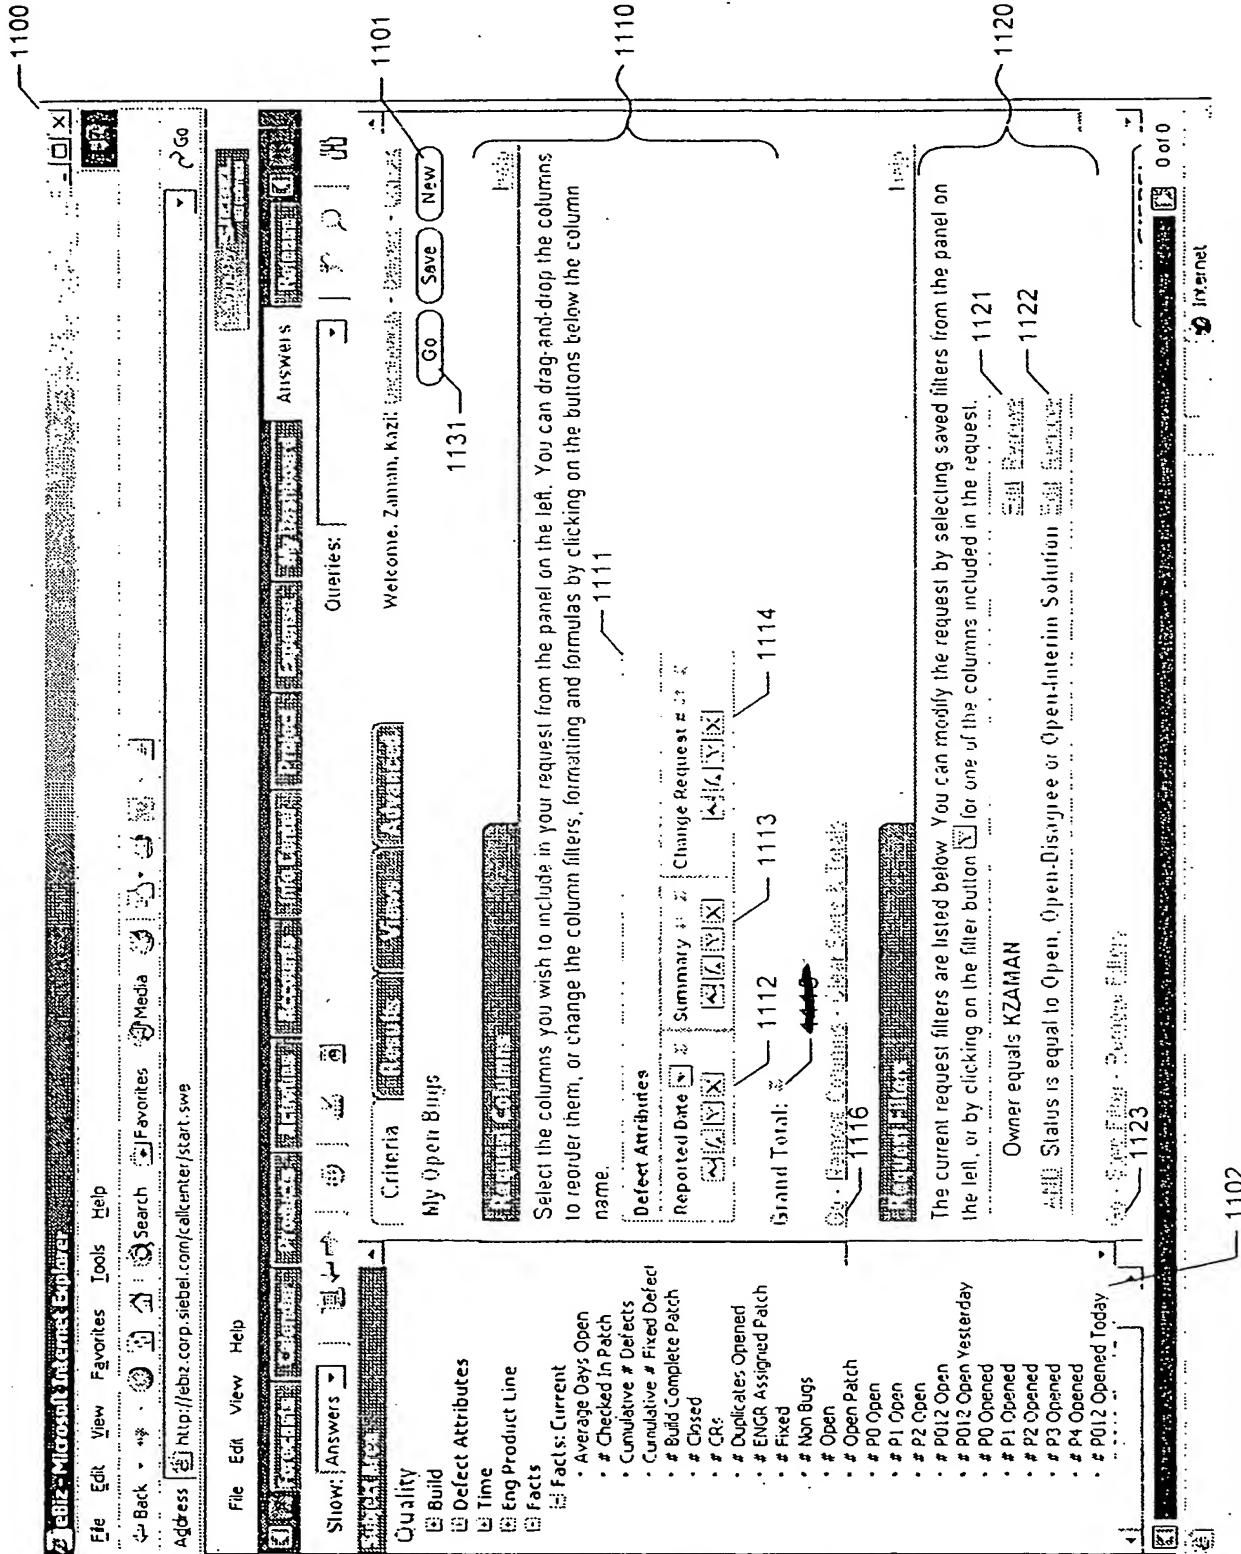 1100
eBiz - Microsoft Internet Explorer
File Edit View Favorites Tools Help
Back Search Favorites Media
Address http://ebiz.corp.siebel.com/callcenter/start.swe Go
File Edit View Help
Answers
Show: Answers
Queries:
Quality
Build
Defect Attributes
Time
Eng Product Line
Facts
Facts: Current
Average Days Open
# Checked In Patch
Cumulative # Defects
Cumulative # Fixed Defect
# Build Complete Patch
# Closed
# CRs
# Duplicates Opened
# ENGR Assigned Patch
# Fixed
# Non Bugs
# Open
# Open Patch
# P0 Open
# P1 Open
# P2 Open
# P012 Open
# P012 Open Yesterday
# P0 Opened
# P1 Opened
# P2 Opened
# P3 Opened
# P4 Opened
# P012 Opened Today
1102
Criteria Results Views Advanced
Welcome, Zaman, Kazi!
1101
My Open Bugs
Go Save New
1131
Request Columns
Help
1110
Select the columns you wish to include in your request from the panel on the left. You can drag-and-drop the columns
to reorder them, or change the column filters, formatting and formulas by clicking on the buttons below the column
name.
1111
Defect Attributes
Reported Date Summary Change Request #
1112 1113 1114
Grand Total:
1116
Request Filters
Help
1120
The current request filters are listed below. You can modify the request by selecting saved filters from the panel on
the left, or by clicking on the filter button Y for one of the columns included in the request.
Owner equals KZAMAN Edit Remove
1121
AND Status is equal to Open, Open-Disagree or Open-Interim Solution Edit Remove
1122
1123
0 of 0
Internet